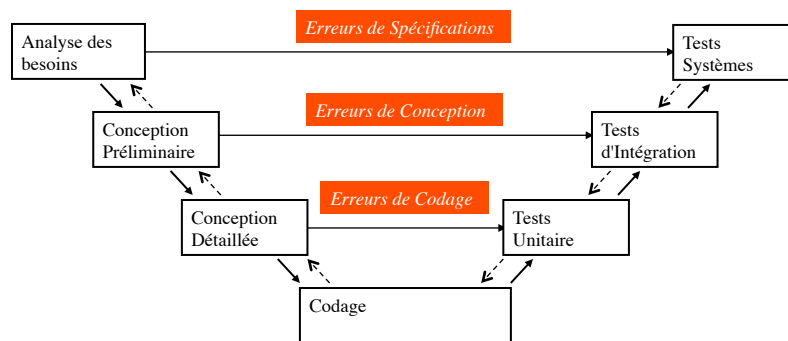 Erreurs de Spécifications
Analyse des
besoins
Tests
Systèmes
Erreurs de Conception
Conception
Préliminaire
Tests
d'Intégration
Erreurs de Codage
Conception
Détaillée
Tests
Unitaire
Codage